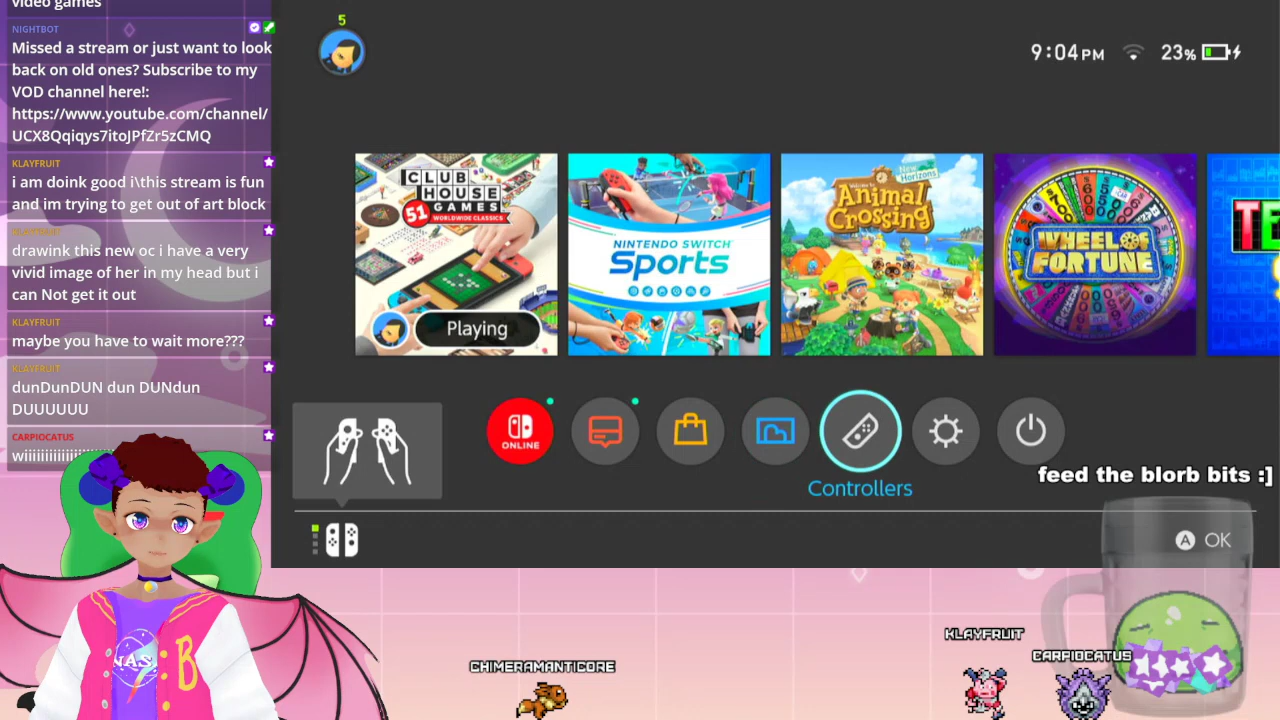 video games
NIGHTBOT
Missed a stream or just want to look
back on old ones? Subscribe to my
VOD channel here!:
https://www.youtube.com/channel/
UCX8Qqiqys7itoJPfZr5zCMQ
KLAYFRUIT
i am doink good i\this stream is fun
and im trying to get out of art block
KLAYFRUIT
drawink this new oc i have a very
vivid image of her in my head but i
can Not get it out
KLAYFRUIT
maybe you have to wait more???
KLAYFRUIT
dunDunDUN dun DUNdun
DUUUUUU
CARPIOCATUS
5
9:04 PM
23%
CLUB
HOUSE
GAMES
51 WORLDWIDE CLASSICS
Playing
NINTENDO SWITCH
Sports
New
Horizons
Welcome to
Animal
Crossing
WHEEL OF
FORTUNE
ONLINE
Controllers
feed the blorb bits :]
A OK
NAS
B
CHIMERAMANTICORE
KLAYFRUIT
CARPIOCATUS